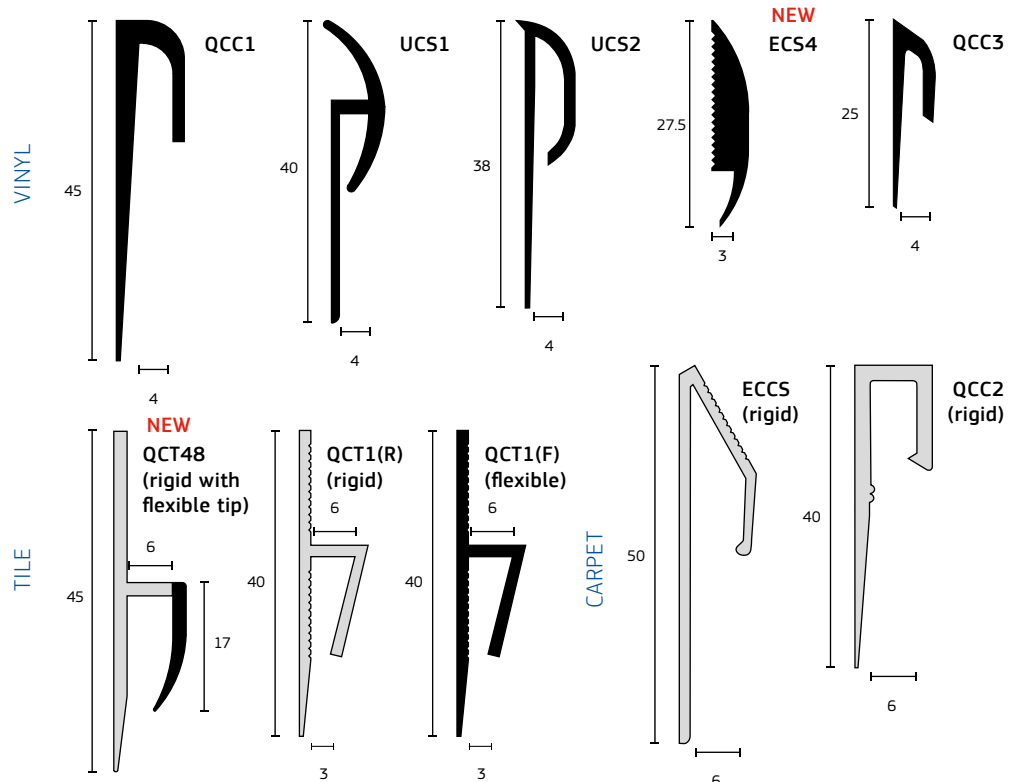 VINYL
QCC1
45
4
UCS1
40
4
UCS2
38
4
NEW
ECS4
27.5
3
QCC3
25
4
TILE
NEW
QCT48
(rigid with
flexible tip)
6
45
17
QCT1(R)
(rigid)
6
40
3
QCT1(F)
(flexible)
6
40
3
CARPET
ECCS
(rigid)
50
6
QCC2
(rigid)
40
6